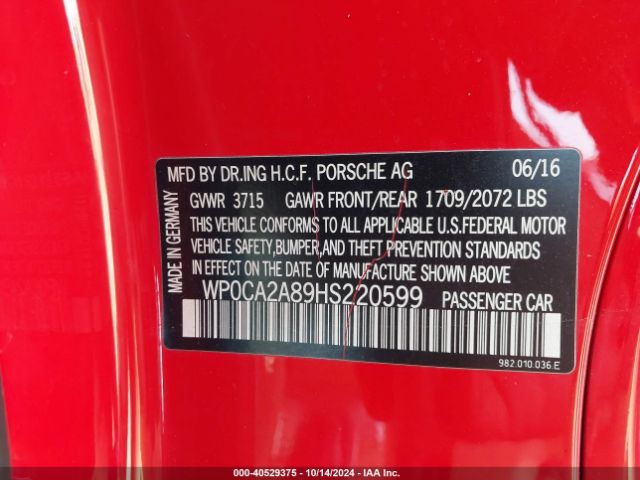 MFD BY DR.ING H.C.F. PORSCHE AG 06/16
GVWR 3715 GAWR FRONT/REAR 1709/2072 LBS
THIS VEHICLE CONFORMS TO ALL APPLICABLE U.S.FEDERAL MOTOR
VEHICLE SAFETY,BUMPER,AND THEFT PREVENTION STANDARDS
IN EFFECT ON THE DATE OF MANUFACTURE SHOWN ABOVE
WP0CA2A89HS220599 PASSENGER CAR
MADE IN GERMANY
982.010.036.E
000-40529375 | 10/14/2024 | IAA Inc.